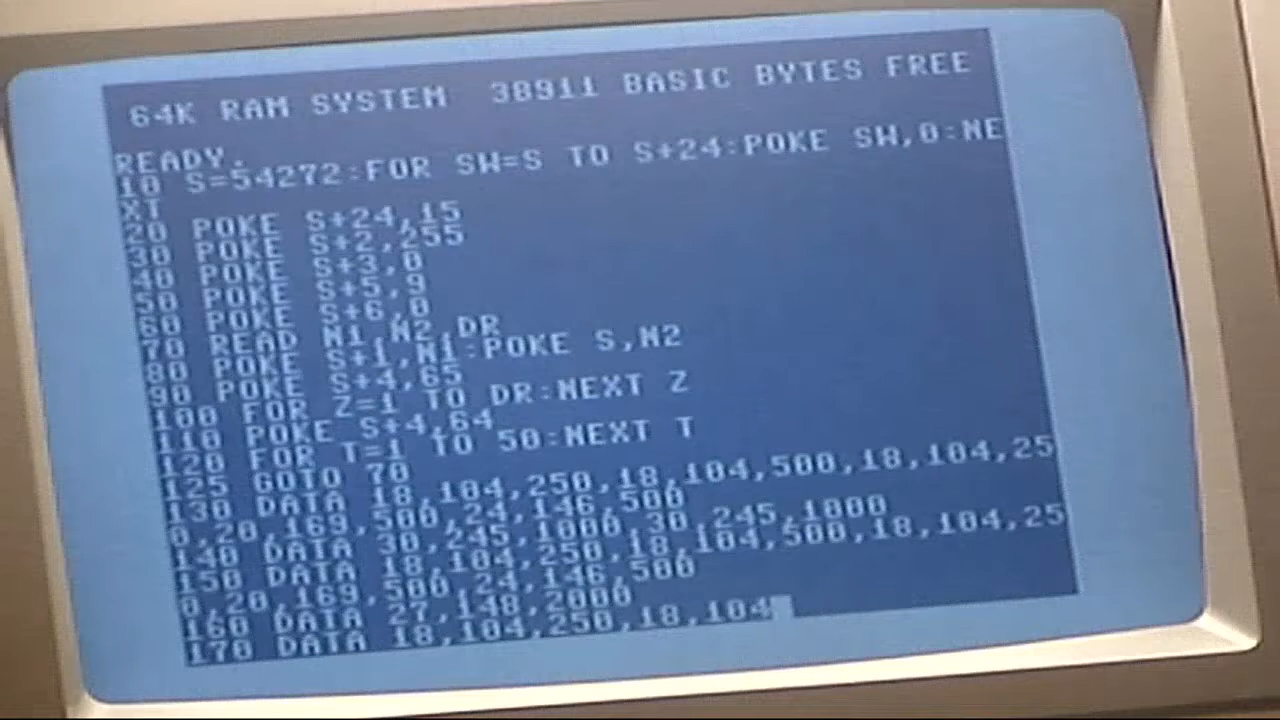 64K RAM SYSTEM  38911 BASIC BYTES FREE
READY.
10 S=54272:FOR SW=S TO S+24:POKE SW,0:NE
XT
20 POKE S+24,15
30 POKE S+2,255
40 POKE S+3,0
50 POKE S+5,9
60 POKE S+6,0
70 READ N1,N2,DR
80 POKE S+1,N1:POKE S,N2
90 POKE S+4,65
100 FOR Z=1 TO DR:NEXT Z
110 POKE S+4,64
120 FOR T=1 TO 50:NEXT T
125 GOTO 70
130 DATA 18,104,250,18,104,500,18,104,25
0,20,169,500,24,146,500
140 DATA 30,245,1000,30,245,1000
150 DATA 18,104,250,18,104,500,18,104,25
0,20,169,500,24,146,500
160 DATA 27,148,2000
170 DATA 18,104,250,18,104